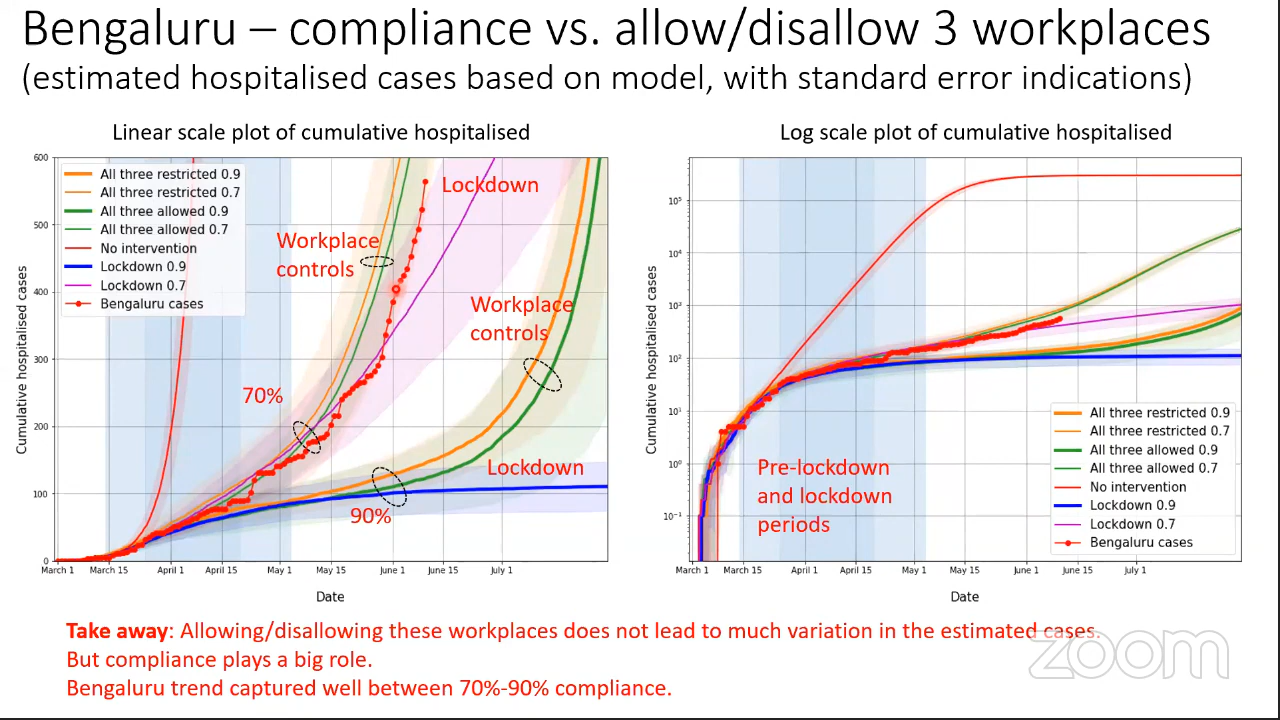 Bengaluru – compliance vs. allow/disallow 3 workplaces
(estimated hospitalised cases based on model, with standard error indications)
Linear scale plot of cumulative hospitalised
Cumulative hospitalised cases
600
500
400
300
200
100
0
All three restricted 0.9
All three restricted 0.7
All three allowed 0.9
All three allowed 0.7
No intervention
Lockdown 0.9
Lockdown 0.7
Bengaluru cases
Lockdown
Workplace
controls
Workplace
controls
70%
Lockdown
90%
March 1
March 15
April 1
April 15
May 1
May 15
June 1
June 15
July 1
Date
Log scale plot of cumulative hospitalised
Cumulative hospitalised cases
10⁵
10⁴
10³
10²
10¹
10⁰
10⁻¹
Pre-lockdown
and lockdown
periods
All three restricted 0.9
All three restricted 0.7
All three allowed 0.9
All three allowed 0.7
No intervention
Lockdown 0.9
Lockdown 0.7
Bengaluru cases
March 1
March 15
April 1
April 15
May 1
May 15
June 1
June 15
July 1
Date
Take away: Allowing/disallowing these workplaces does not lead to much variation in the estimated cases.
But compliance plays a big role.
Bengaluru trend captured well between 70%-90% compliance.
zoom